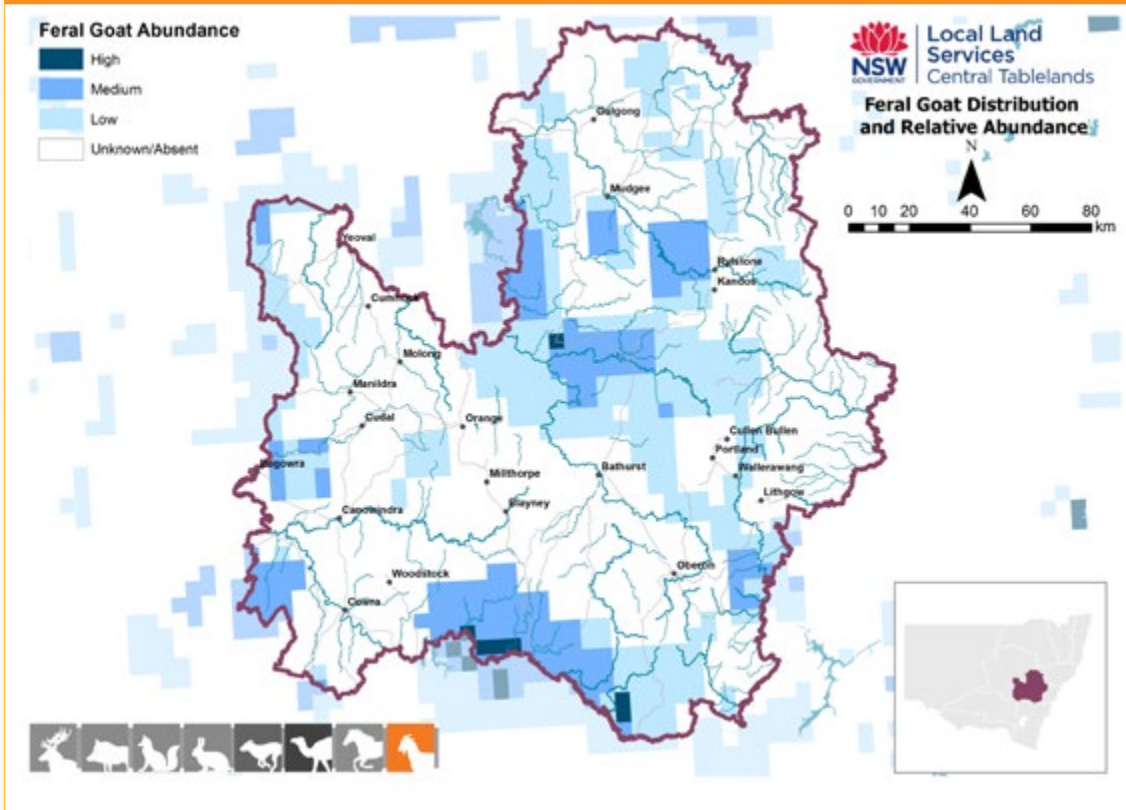 Feral Goat Abundance
High
Medium
Low
Unknown/Absent
NSW
GOVERNMENT
Local Land
Services
Central Tablelands
Feral Goat Distribution
and Relative Abundance
N
0 10 20 40 60 80
km
Gulgong
Mudgee
Yeoval
Rylstone
Kandos
Cumnock
Molong
Manildra
Cudal
Orange
Cullen Bullen
Portland
Eugowra
Millthorpe
Bathurst
Wallerawang
Lithgow
Blayney
Canowindra
Oberon
Woodstock
Cowra